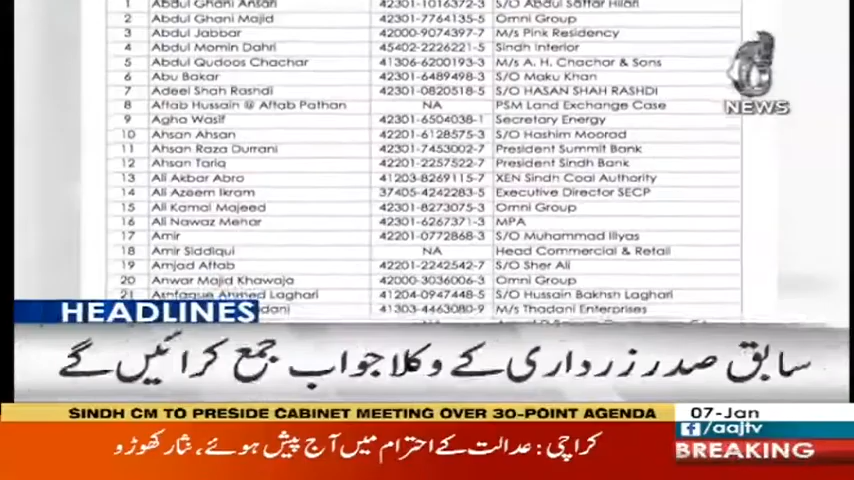 1 Abdul Ghani Ansari 42301-1016372-3 S/O Abdul Sattar Hilari
2 Abdul Ghani Majid 42301-7764135-5 Omni Group
3 Abdul Jabbar 42000-9074397-7 M/s Pink Residency
4 Abdul Momin Dahri 45402-2226221-5 Sindh Interior
5 Abdul Qudoos Chachar 41306-6200193-3 M/s A. H. Chachar & Sons
6 Abu Bakar 42301-6489498-3 S/O Maku Khan
7 Adeel Shah Rashdi 42301-0820518-5 S/O HASAN SHAH RASHDI
8 Aftab Hussain @ Aftab Pathan NA PSM Land Exchange Case
9 Agha Wasif 42301-6504038-1 Secretary Energy
10 Ahsan Ahsan 42201-6128575-3 S/O Hashim Moorad
11 Ahsan Raza Durrani 42301-7453002-7 President Summit Bank
12 Ahsan Tariq 42201-2257522-7 President Sindh Bank
13 Ali Akbar Abro 41203-8269115-7 XEN Sindh Coal Authority
14 Ali Azeem Ikram 37405-4242283-5 Executive Director SECP
15 Ali Kamal Majeed 42301-8273075-3 Omni Group
16 Ali Nawaz Mehar 42301-6267371-3 MPA
17 Amir 42201-0772868-3 S/O Muhammad Illyas
18 Amir Siddiqui NA Head Commercial & Retail
19 Amjad Aftab 42201-2242542-7 S/O Sher Ali
20 Anwar Majid Khawaja 42000-3036006-3 Omni Group
21 Ashfaque Ahmed Laghari 41204-0947448-5 S/O Hussain Bakhsh Laghari
41303-4463080-9 M/s Thadani Enterprises
NEWS
HEADLINES
سابق صدر زرداری کے وکلا جواب جمع کرائیں گے
SINDH CM TO PRESIDE CABINET MEETING OVER 30-POINT AGENDA
07-Jan
/aajtv
کراچی : عدالت کے احترام میں آج پیش ہوئے، نثار کھوڑو
BREAKING